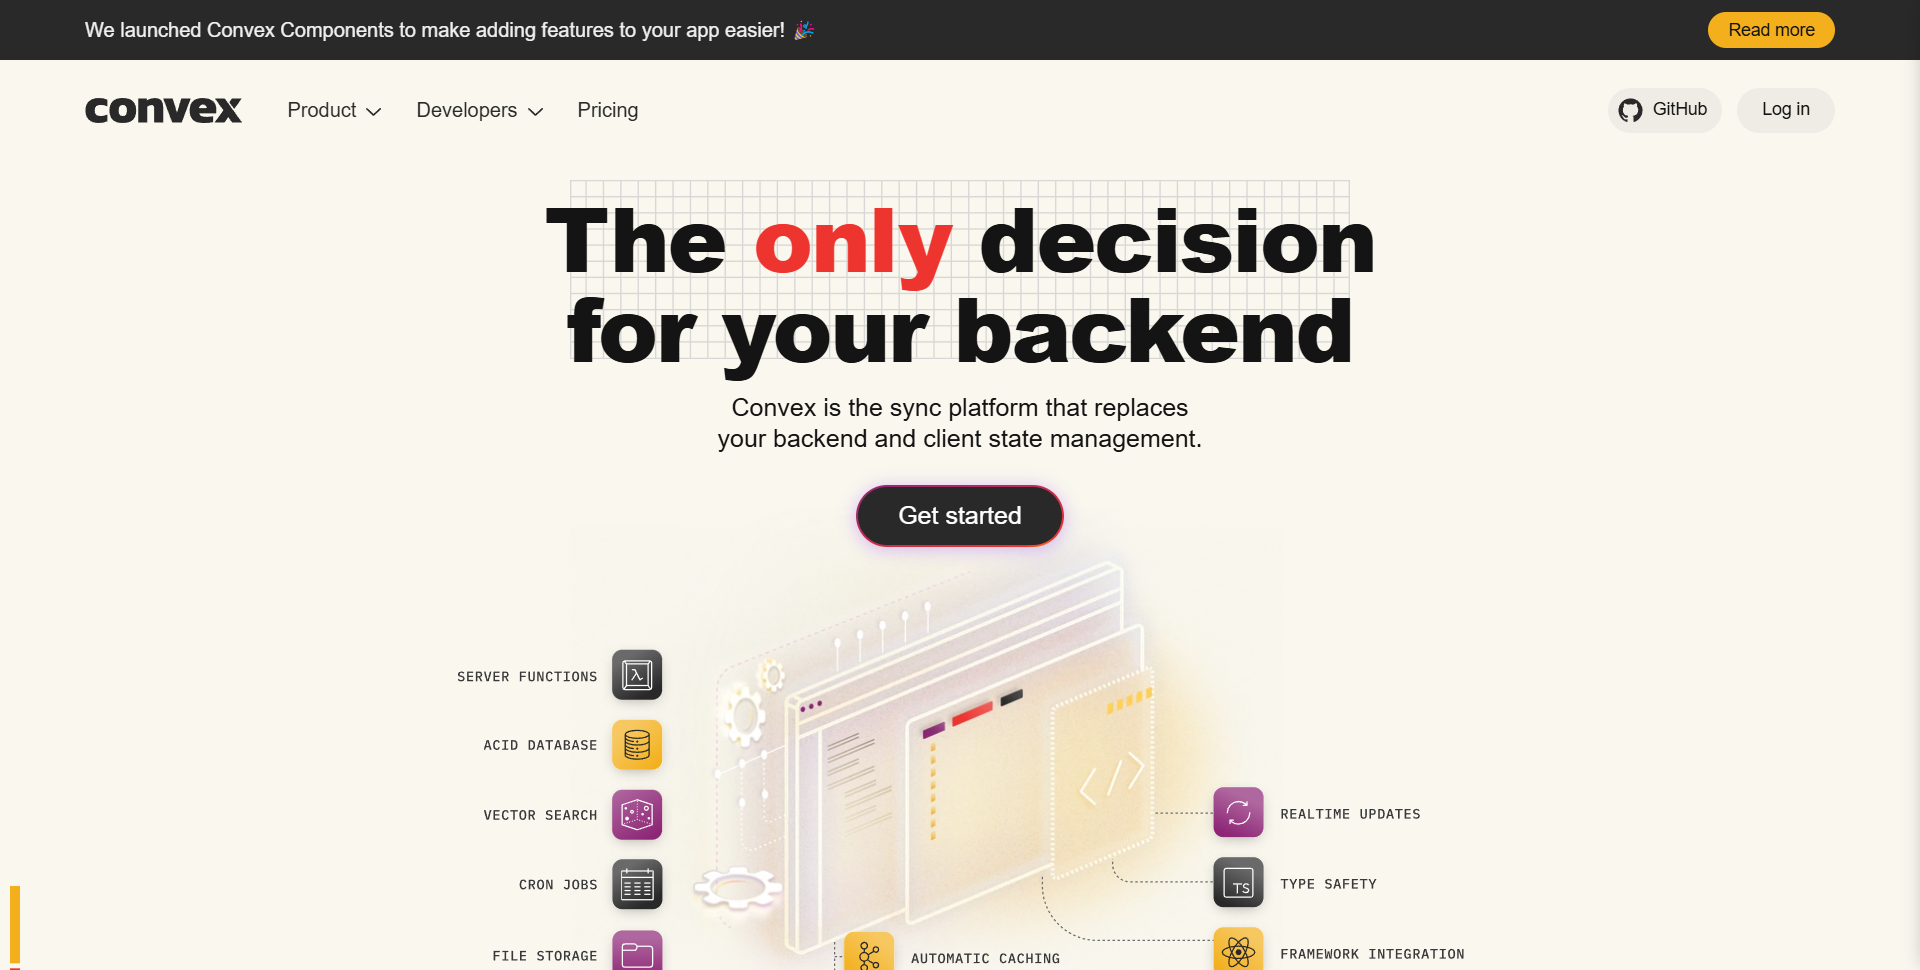 We launched Convex Components to make adding features to your app easier! 🎉
Read more
convex
Product
Developers
Pricing
GitHub
Log in
The only decision
for your backend
Convex is the sync platform that replaces
your backend and client state management.
Get started
SERVER FUNCTIONS
ACID DATABASE
VECTOR SEARCH
CRON JOBS
FILE STORAGE
AUTOMATIC CACHING
REALTIME UPDATES
TS
TYPE SAFETY
FRAMEWORK INTEGRATION